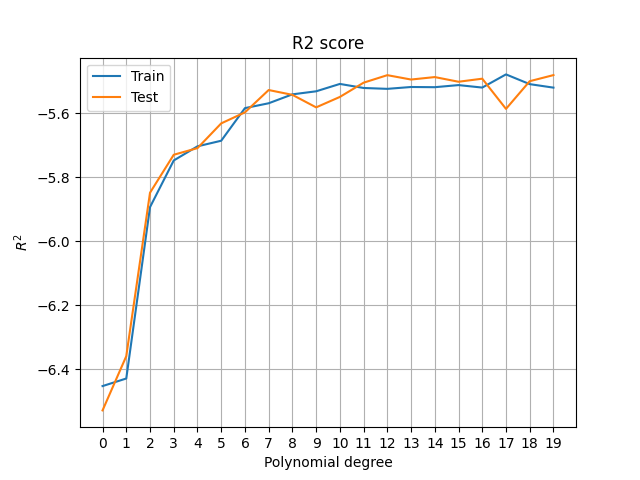 R2 score
Train
Test
−5.6
−5.8
−6.0
−6.2
−6.4
R²
0 1 2 3 4 5 6 7 8 9 10 11 12 13 14 15 16 17 18 19
Polynomial degree